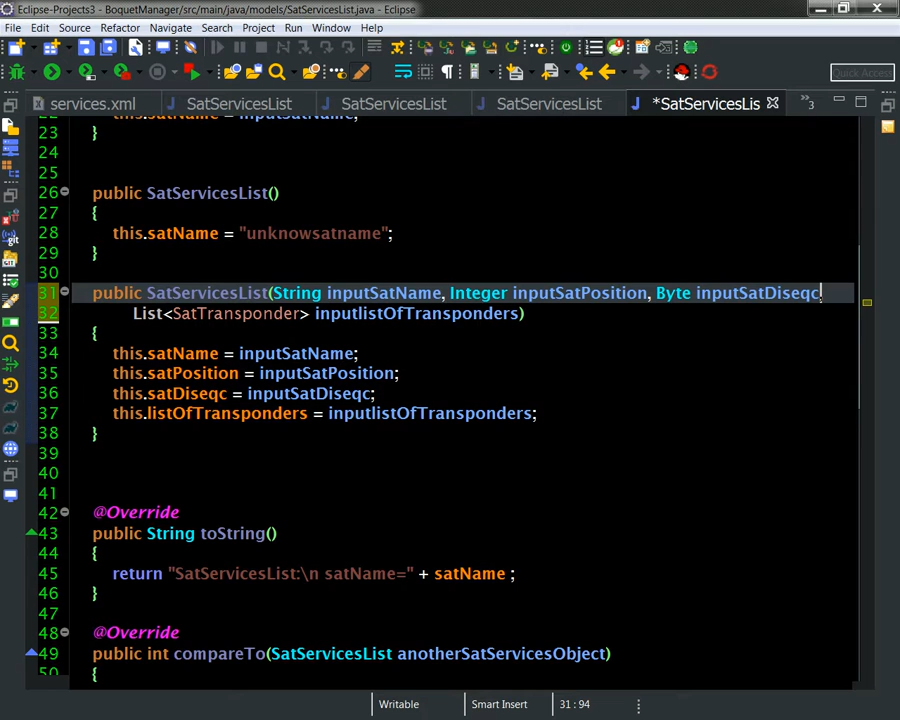 Eclipse-Projects3 - BoquetManager/src/main/java/models/SatServicesList.java - Eclipse
File Edit Source Refactor Navigate Search Project Run Window Help
Quick Access
services.xml SatServicesList SatServicesList SatServicesList *SatServicesLis 3
this.satName = inputSatName;
23 }
24
25
26 public SatServicesList()
27 {
28 this.satName = "unknowsatname";
29 }
30
31 public SatServicesList(String inputSatName, Integer inputSatPosition, Byte inputSatDiseqc,
32 List<SatTransponder> inputlistOfTransponders)
33 {
34 this.satName = inputSatName;
35 this.satPosition = inputSatPosition;
36 this.satDiseqc = inputSatDiseqc;
37 this.listOfTransponders = inputlistOfTransponders;
38 }
39
40
41
42 @Override
43 public String toString()
44 {
45 return "SatServicesList:\n satName=" + satName ;
46 }
47
48 @Override
49 public int compareTo(SatServicesList anotherSatServicesObject)
50 {
Writable Smart Insert 31 : 94